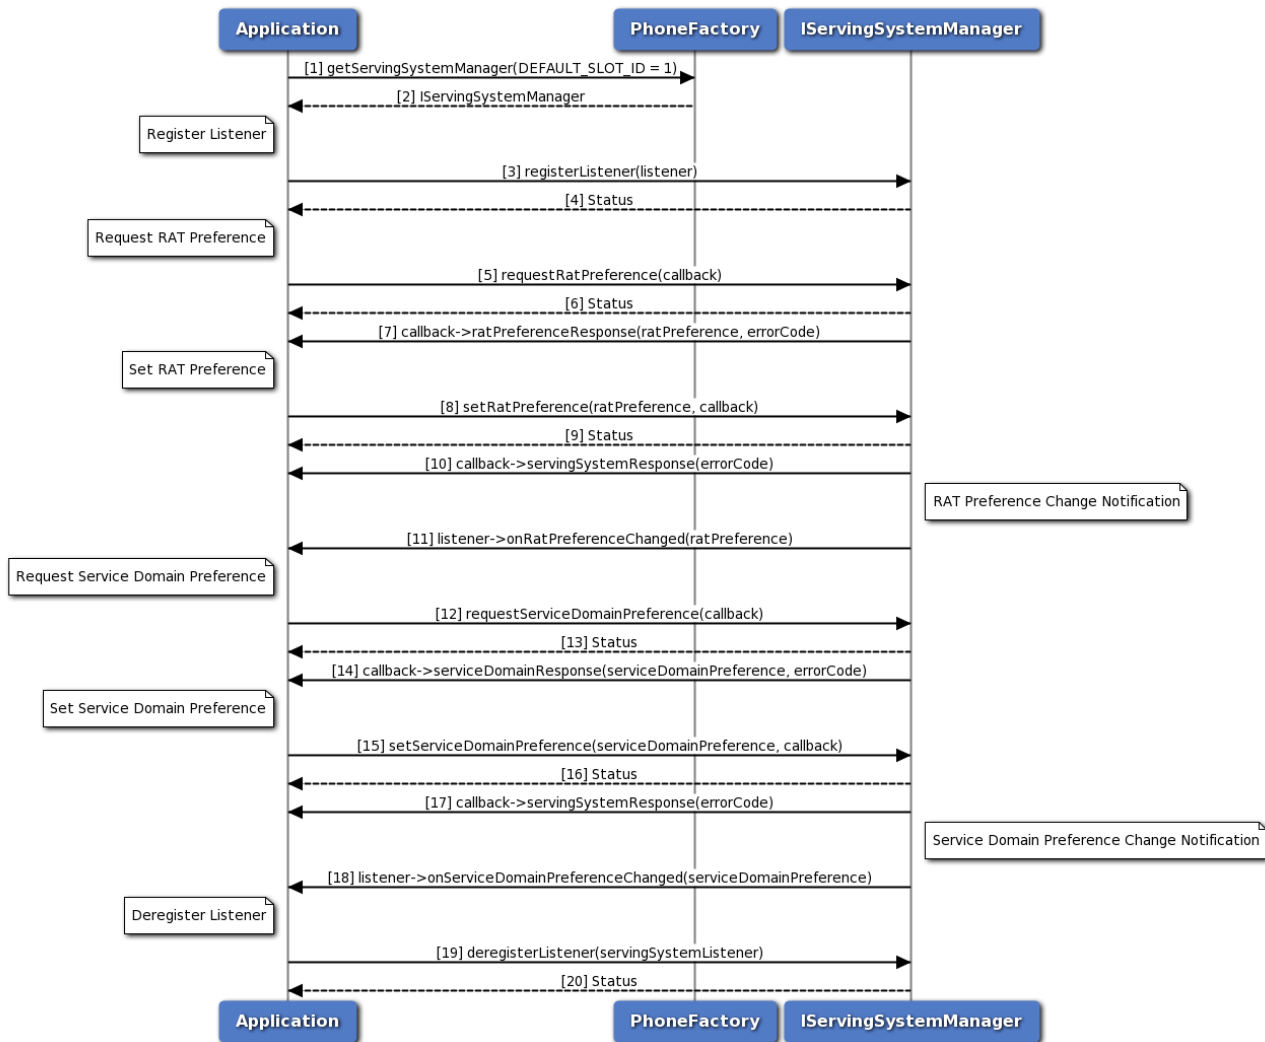 Application
PhoneFactory
IServingSystemManager
[1] getServingSystemManager(DEFAULT_SLOT_ID = 1)
[2] IServingSystemManager
Register Listener
[3] registerListener(listener)
[4] Status
Request RAT Preference
[5] requestRatPreference(callback)
[6] Status
[7] callback->ratPreferenceResponse(ratPreference, errorCode)
Set RAT Preference
[8] setRatPreference(ratPreference, callback)
[9] Status
[10] callback->servingSystemResponse(errorCode)
RAT Preference Change Notification
[11] listener->onRatPreferenceChanged(ratPreference)
Request Service Domain Preference
[12] requestServiceDomainPreference(callback)
[13] Status
[14] callback->serviceDomainResponse(serviceDomainPreference, errorCode)
Set Service Domain Preference
[15] setServiceDomainPreference(serviceDomainPreference, callback)
[16] Status
[17] callback->servingSystemResponse(errorCode)
Service Domain Preference Change Notification
[18] listener->onServiceDomainPreferenceChanged(serviceDomainPreference)
Deregister Listener
[19] deregisterListener(servingSystemListener)
[20] Status
Application
PhoneFactory
IServingSystemManager